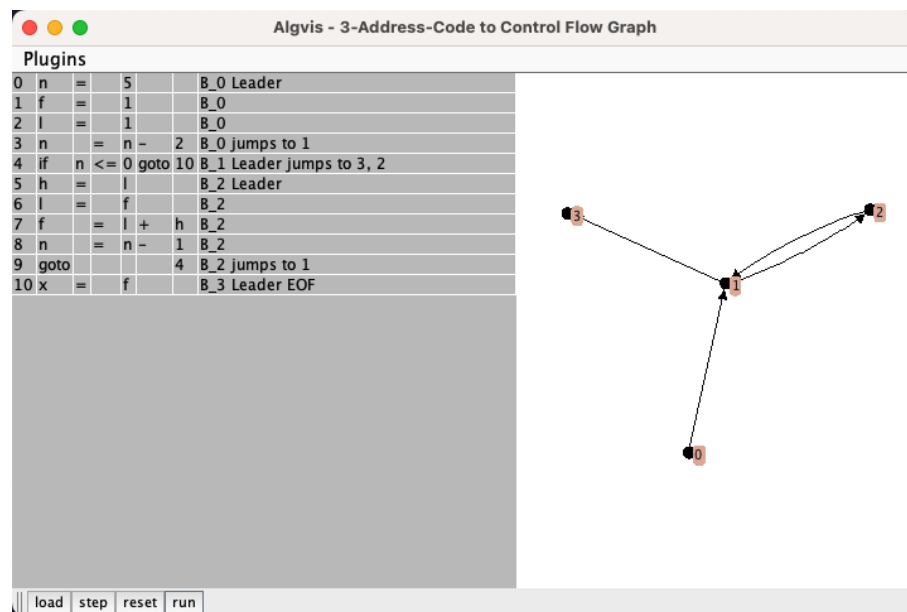 Algvis - 3-Address-Code to Control Flow Graph
Plugins
0 n = 5 B_0 Leader
1 f = 1 B_0
2 l = 1 B_0
3 n = n - 2 B_0 jumps to 1
4 if n <= 0 goto 10 B_1 Leader jumps to 3, 2
5 h = l B_2 Leader
6 l = f B_2
7 f = l + h B_2
8 n = n - 1 B_2
9 goto 4 B_2 jumps to 1
10 x = f B_3 Leader EOF
3
2
1
0
load step reset run